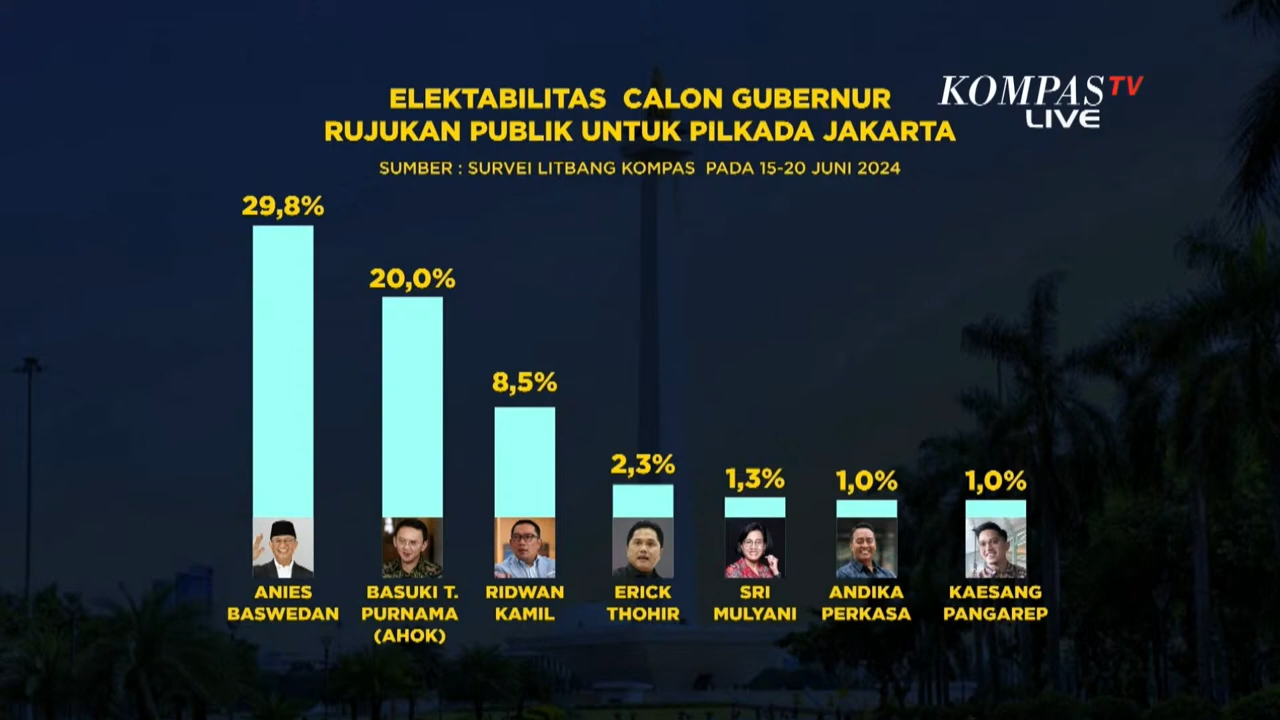 ELEKTABILITAS CALON GUBERNUR
RUJUKAN PUBLIK UNTUK PILKADA JAKARTA
SUMBER : SURVEI LITBANG KOMPAS PADA 15-20 JUNI 2024
KOMPAS TV
LIVE
29,8%
20,0%
8,5%
2,3%
1,3%
1,0%
1,0%
ANIES
BASWEDAN
BASUKI T.
PURNAMA
(AHOK)
RIDWAN
KAMIL
ERICK
THOHIR
SRI
MULYANI
ANDIKA
PERKASA
KAESANG
PANGAREP